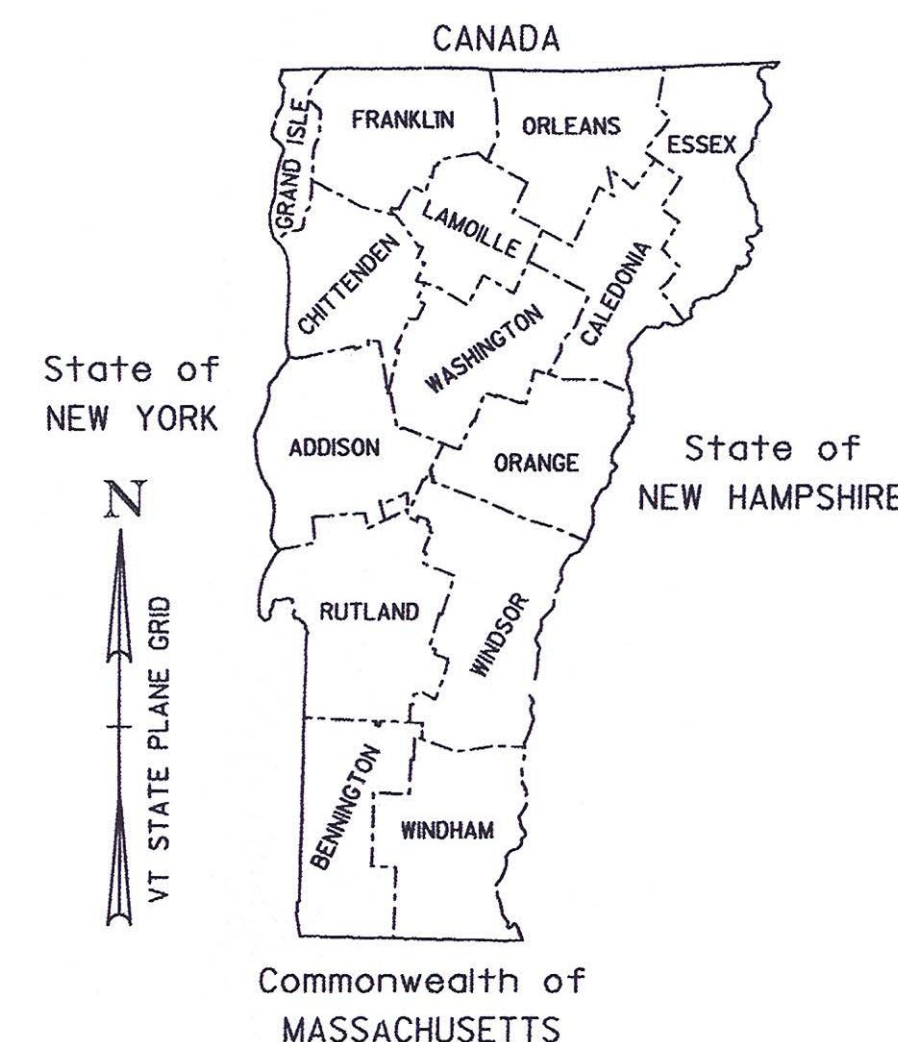 CANADA
GRAND ISLE
FRANKLIN
ORLEANS
ESSEX
LAMOILLE
CHITTENDEN
CALEDONIA
WASHINGTON
State of
NEW YORK
ADDISON
ORANGE
State of
NEW HAMPSHIRE
N
VT STATE PLANE GRID
RUTLAND
WINDSOR
BENNINGTON
WINDHAM
Commonwealth of
MASSACHUSETTS